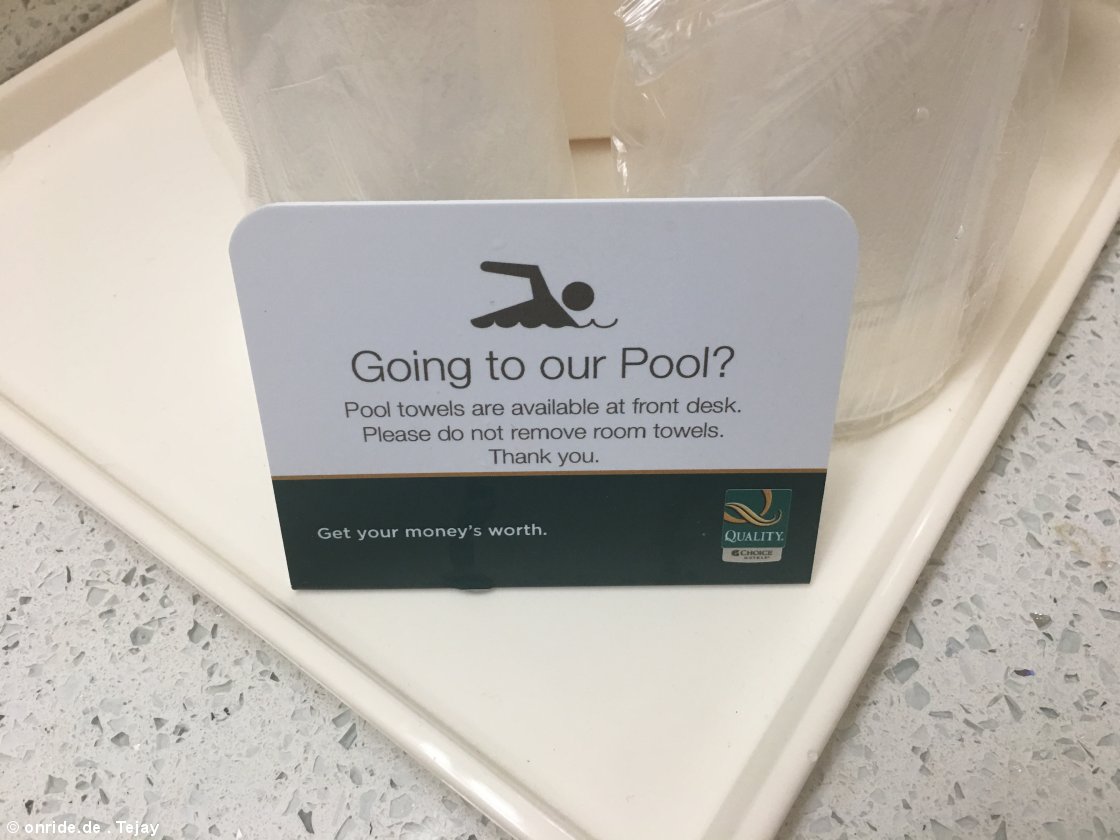 Going to our Pool?
Pool towels are available at front desk.
Please do not remove room towels.
Thank you.
Get your money's worth.
QUALITY
CHOICE
HOTELS
© onride.de . Tejay